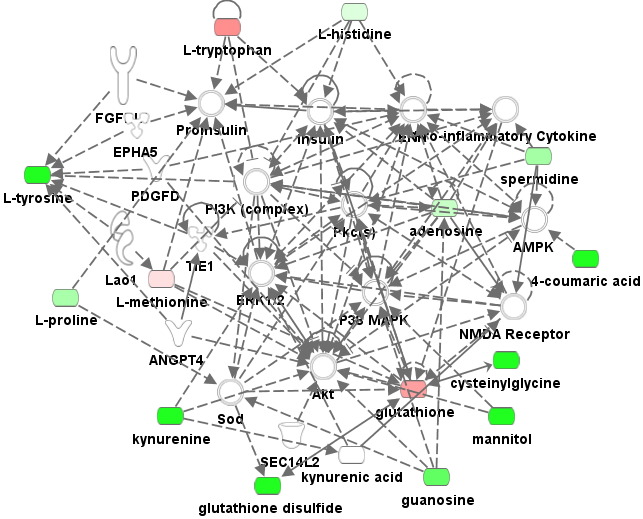 L-tryptophan
L-histidine
FGF
Proinsulin
Insulin
Pro-inflammatory Cytokine
EPHA5
L-tyrosine
PDGFD
spermidine
PI3K (complex)
Pkc(s)
adenosine
AMPK
TIE1
Lao1
L-methionine
4-coumaric acid
ERK1/2
L-proline
P38 MAPK
NMDA Receptor
ANGPT4
cysteinylglycine
Akt
glutathione
Sod
kynurenine
mannitol
SEC14L2
kynurenic acid
guanosine
glutathione disulfide